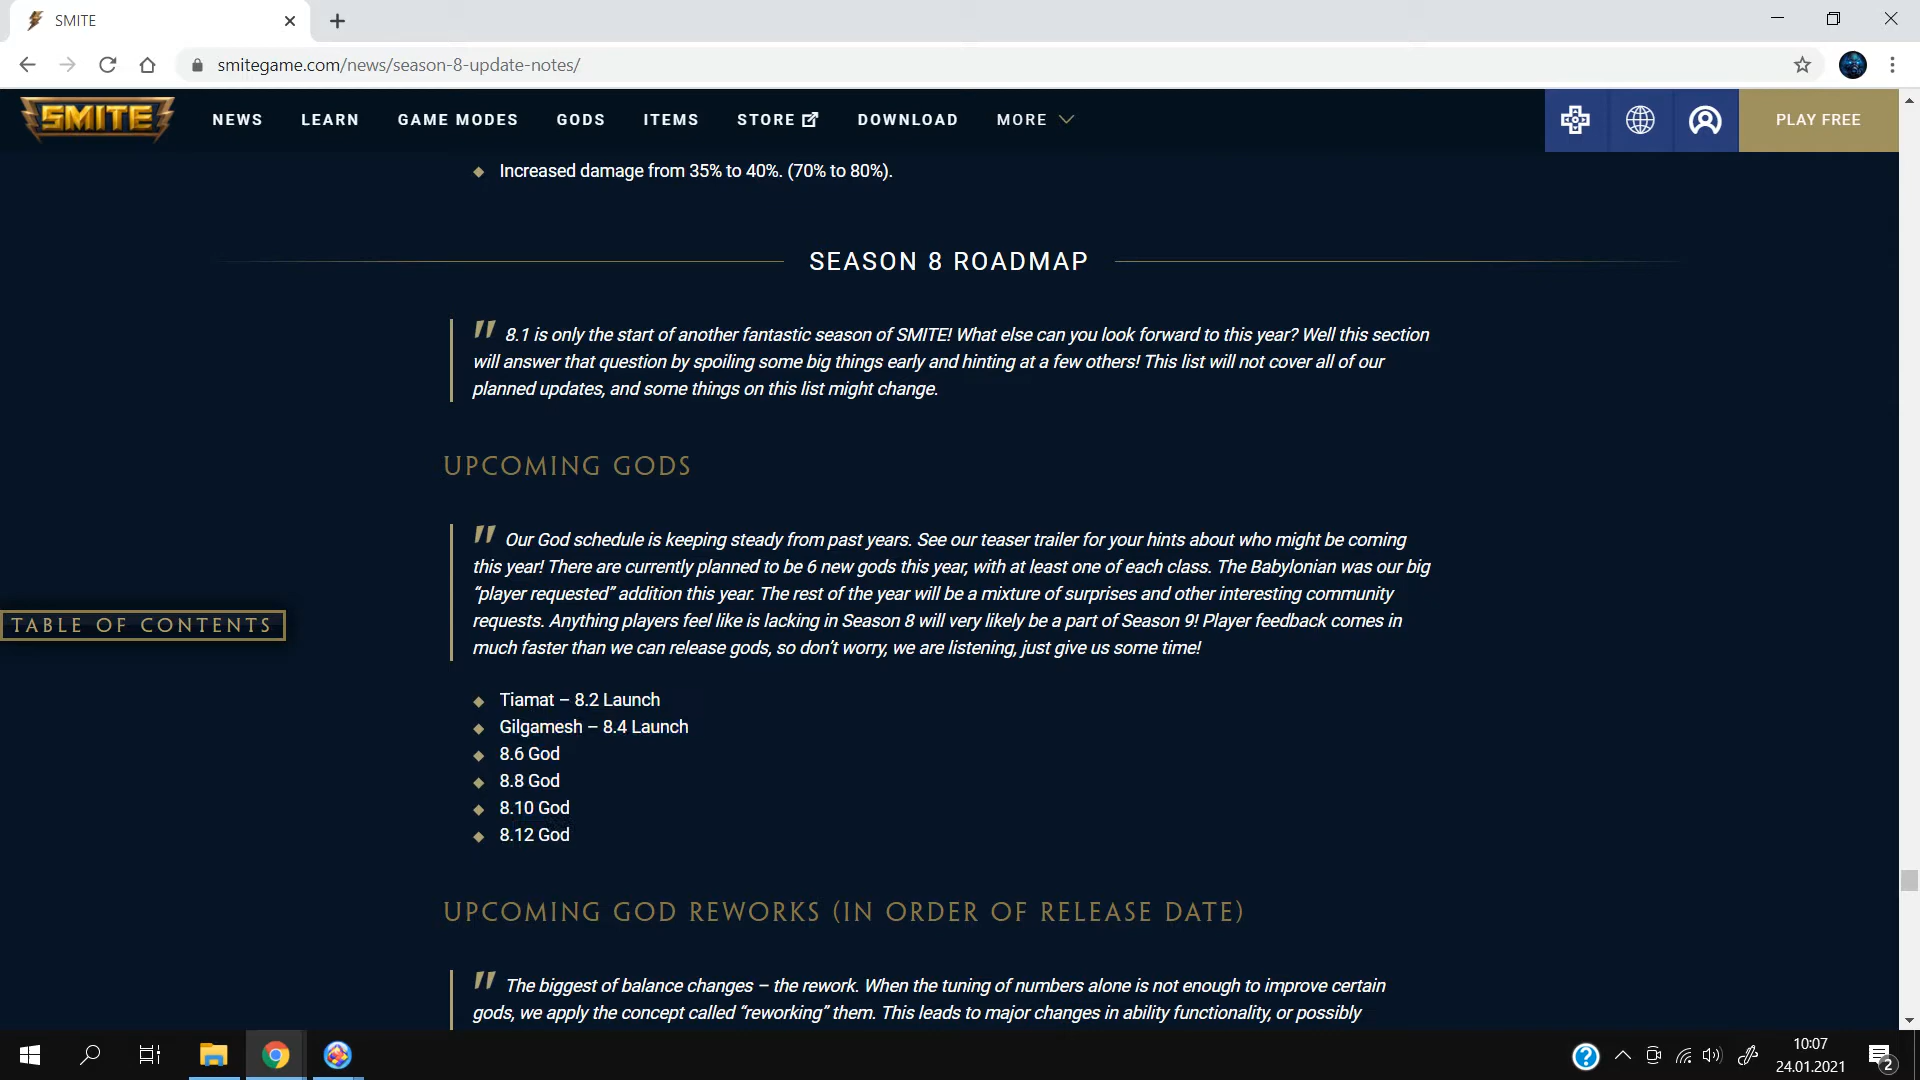 SMITE
smitegame.com/news/season-8-update-notes/
SMITE
NEWS
LEARN
GAME MODES
GODS
ITEMS
STORE
DOWNLOAD
MORE
PLAY FREE
Increased damage from 35% to 40%. (70% to 80%).
SEASON 8 ROADMAP
" 8.1 is only the start of another fantastic season of SMITE! What else can you look forward to this year? Well this section
will answer that question by spoiling some big things early and hinting at a few others! This list will not cover all of our
planned updates, and some things on this list might change.
UPCOMING GODS
" Our God schedule is keeping steady from past years. See our teaser trailer for your hints about who might be coming
this year! There are currently planned to be 6 new gods this year, with at least one of each class. The Babylonian was our big
“player requested” addition this year. The rest of the year will be a mixture of surprises and other interesting community
requests. Anything players feel like is lacking in Season 8 will very likely be a part of Season 9! Player feedback comes in
much faster than we can release gods, so don’t worry, we are listening, just give us some time!
TABLE OF CONTENTS
Tiamat – 8.2 Launch
Gilgamesh – 8.4 Launch
8.6 God
8.8 God
8.10 God
8.12 God
UPCOMING GOD REWORKS (IN ORDER OF RELEASE DATE)
" The biggest of balance changes – the rework. When the tuning of numbers alone is not enough to improve certain
gods, we apply the concept called “reworking” them. This leads to major changes in ability functionality, or possibly
10:07
24.01.2021
2